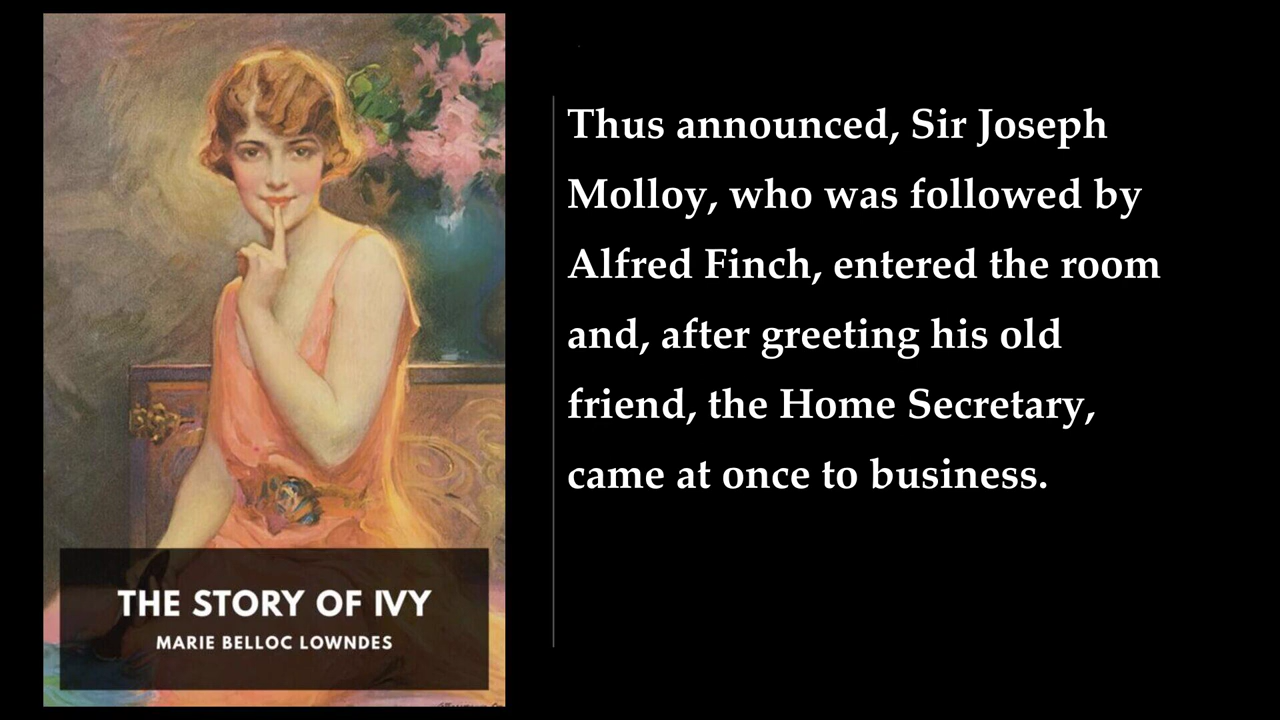 Thus announced, Sir Joseph
Molloy, who was followed by
Alfred Finch, entered the room
and, after greeting his old
friend, the Home Secretary,
came at once to business.
THE STORY OF IVY
MARIE BELLOC LOWNDES